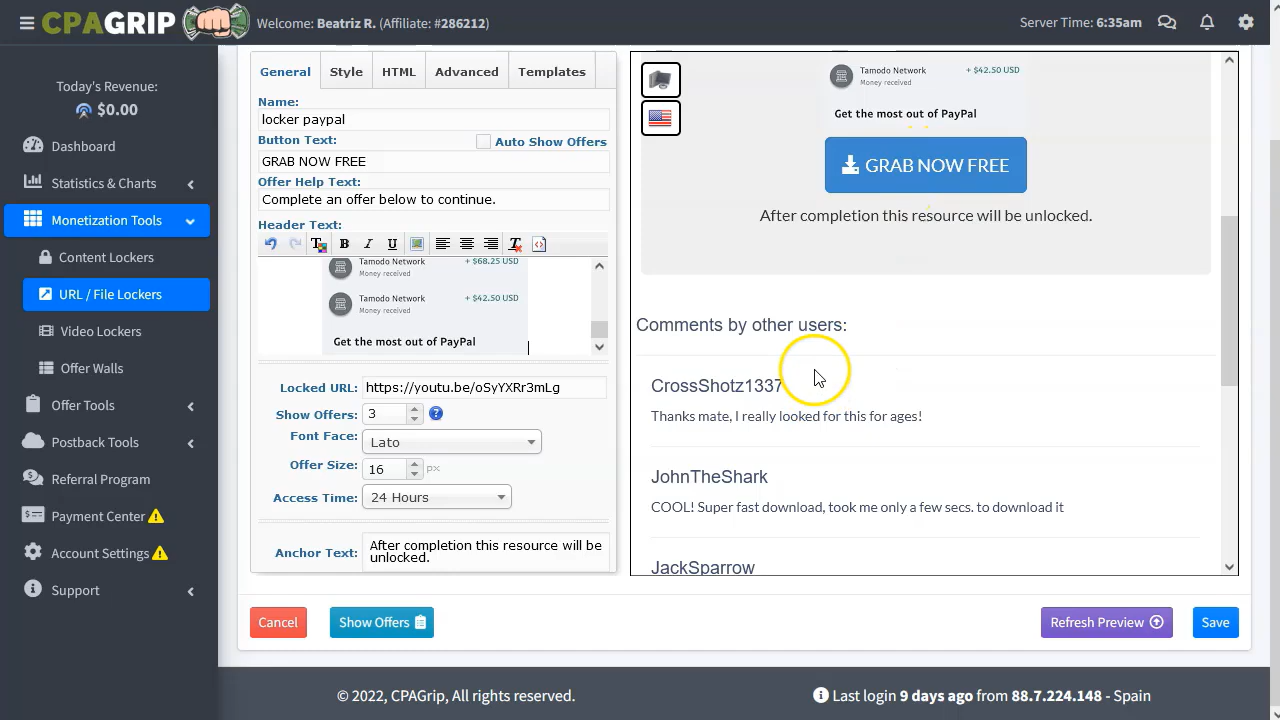 CPAGRIP
Welcome: Beatriz R. (Affiliate: #286212)
Server Time: 6:35am
Today's Revenue:
$0.00
Dashboard
Statistics & Charts
Monetization Tools
Content Lockers
URL / File Lockers
Video Lockers
Offer Walls
Offer Tools
Postback Tools
Referral Program
Payment Center
Account Settings
Support
General Style HTML Advanced Templates
Name:
locker paypal
Button Text:
Auto Show Offers
GRAB NOW FREE
Offer Help Text:
Complete an offer below to continue.
Header Text:
Tamodo Network + $68.25 USD
Money received
Tamodo Network + $42.50 USD
Money received
Get the most out of PayPal
Locked URL: https://youtu.be/oSyYXRr3mLg
Show Offers: 3
Font Face: Lato
Offer Size: 16 px
Access Time: 24 Hours
Anchor Text: After completion this resource will be
unlocked.
Tamodo Network + $42.50 USD
Money received
Get the most out of PayPal
GRAB NOW FREE
After completion this resource will be unlocked.
Comments by other users:
CrossShotz1337
Thanks mate, I really looked for this for ages!
JohnTheShark
COOL! Super fast download, took me only a few secs. to download it
JackSparrow
Cancel Show Offers Refresh Preview Save
© 2022, CPAGrip, All rights reserved.
Last login 9 days ago from 88.7.224.148 - Spain